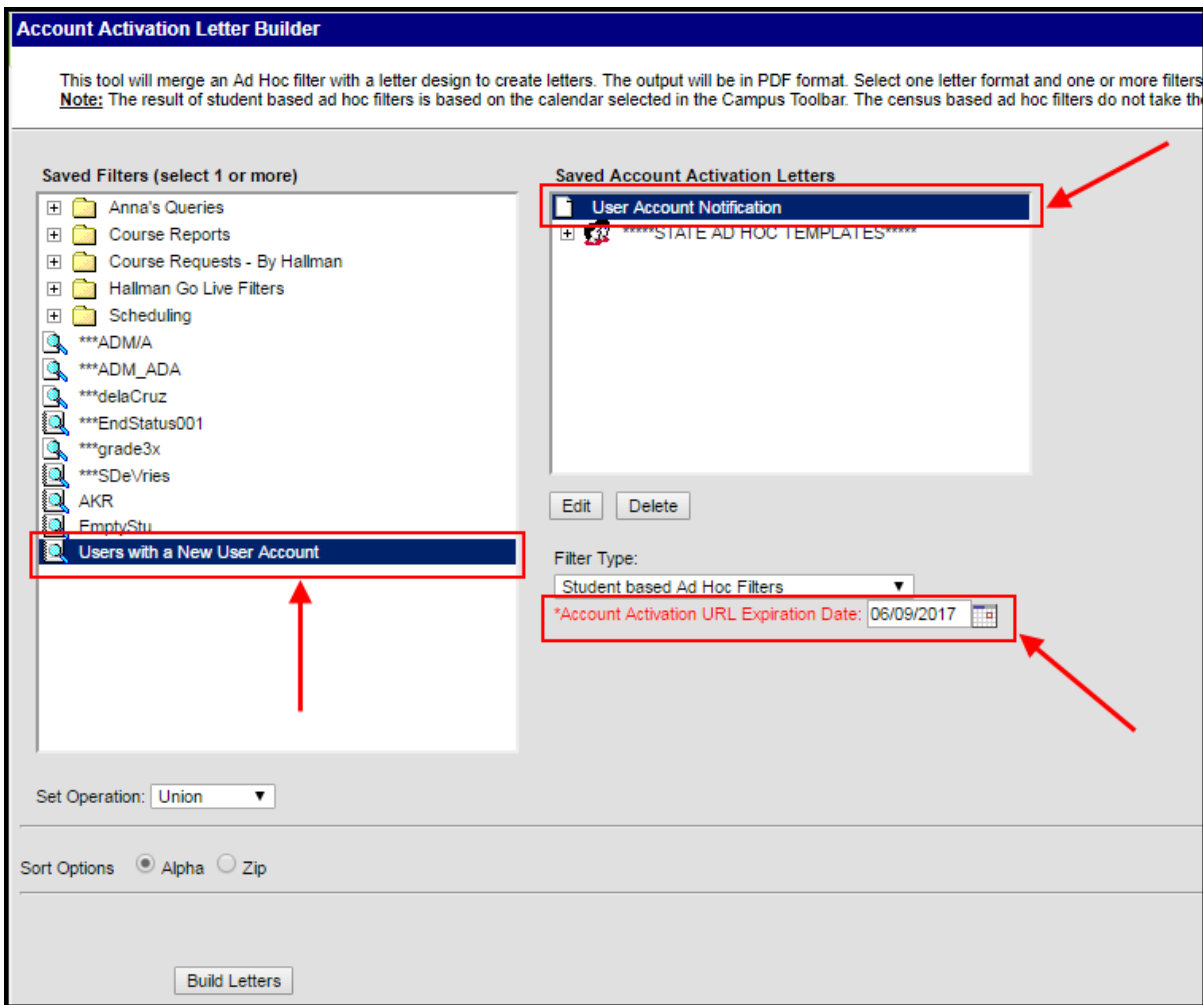 Account Activation Letter Builder
This tool will merge an Ad Hoc filter with a letter design to create letters. The output will be in PDF format. Select one letter format and one or more filters
Note: The result of student based ad hoc filters is based on the calendar selected in the Campus Toolbar. The census based ad hoc filters do not take the
Saved Filters (select 1 or more)
Anna's Queries
Course Reports
Course Requests - By Hallman
Hallman Go Live Filters
Scheduling
***ADM/A
***ADM_ADA
***delaCruz
***EndStatus001
***grade3x
***SDeVries
AKR
EmptyStu
Users with a New User Account
Saved Account Activation Letters
User Account Notification
*****STATE AD HOC TEMPLATES*****
Edit Delete
Filter Type:
Student based Ad Hoc Filters
*Account Activation URL Expiration Date: 06/09/2017
Set Operation: Union
Sort Options Alpha Zip
Build Letters